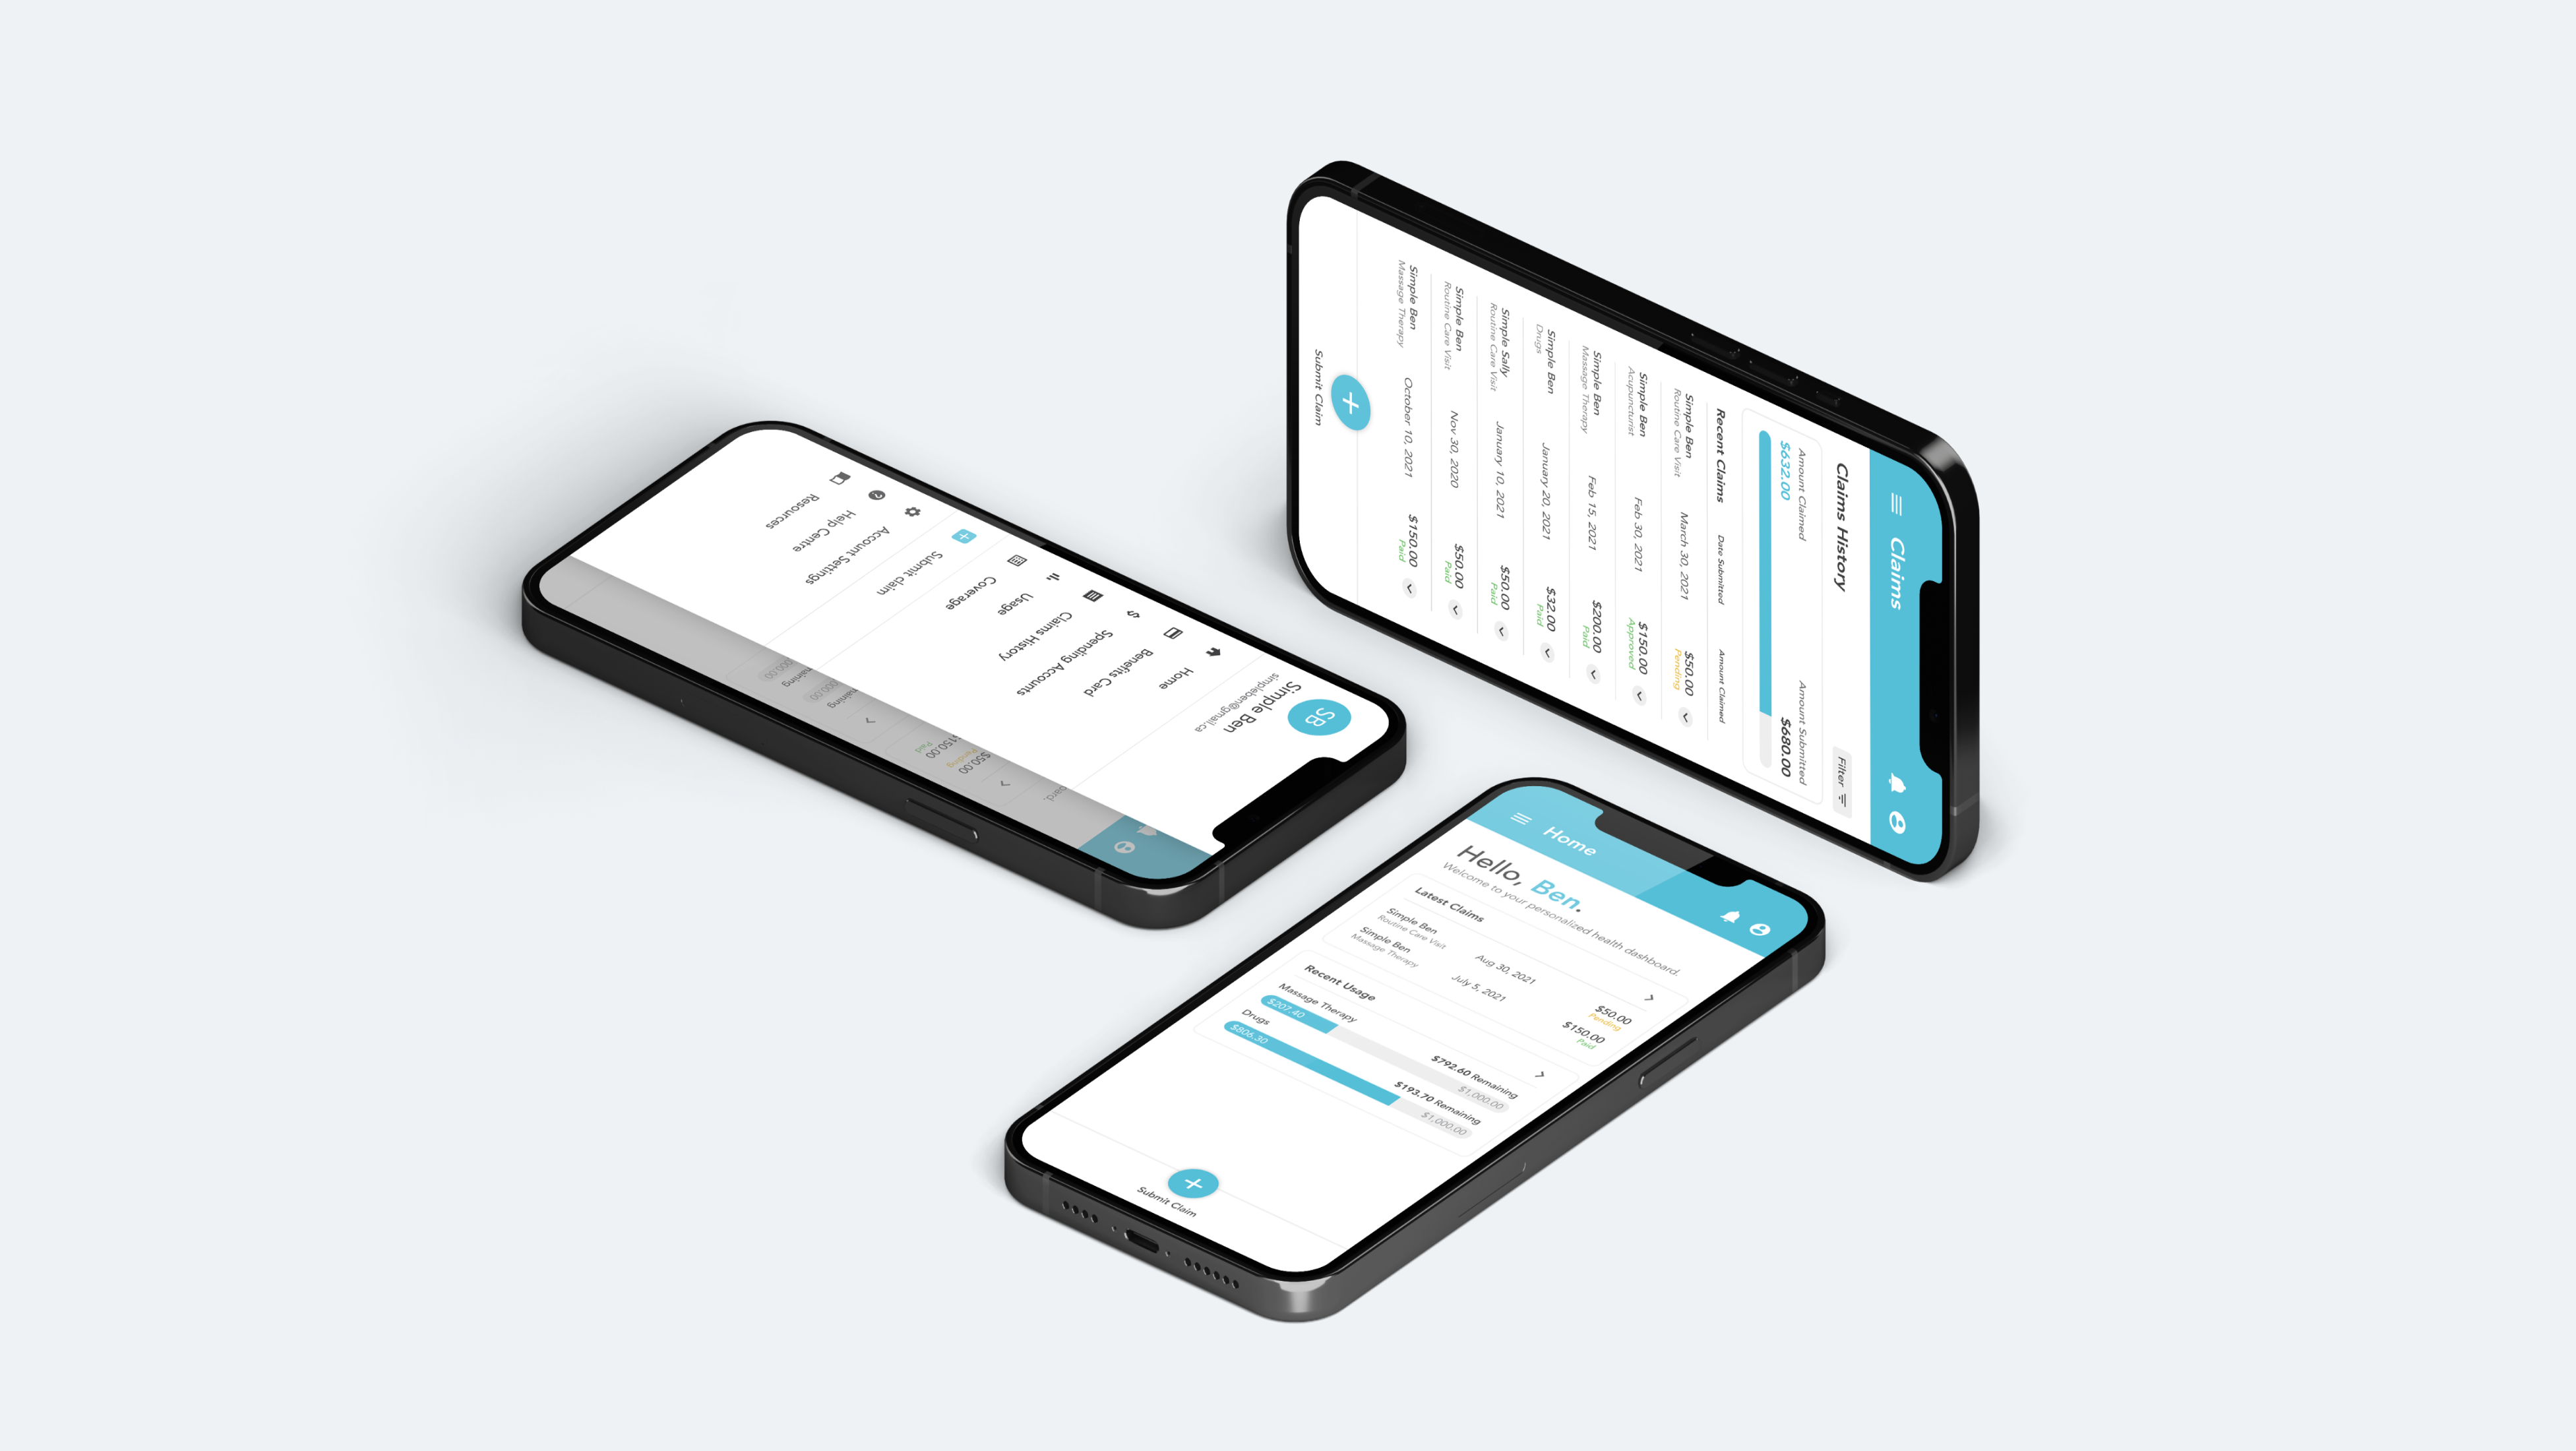 Claims
Claims History
Filter
Amount Claimed
Amount Submitted
$632.00
$680.00
Recent Claims
Date Submitted
Amount Claimed
Simple Ben
Routine Care Visit
March 30, 2021
$50.00
Pending
Simple Ben
Acupuncturist
Feb 30, 2021
$150.00
Approved
Simple Ben
Massage Therapy
Feb 15, 2021
$200.00
Paid
Simple Ben
Drugs
January 20, 2021
$32.00
Paid
Simple Sally
Routine Care Visit
January 10, 2021
$50.00
Paid
Simple Ben
Routine Care Visit
Nov 30, 2020
$50.00
Paid
Simple Ben
Massage Therapy
October 10, 2021
$150.00
Paid
Submit Claim
SB
Simple Ben
simpleben@gmail.ca
Home
Benefits Card
Spending Accounts
Claims History
Usage
Coverage
Submit claim
Account Settings
Help Centre
Resources
$50.00
Pending
$150.00
Paid
Home
Hello, Ben.
Welcome to your personalized health dashboard.
Latest Claims
Simple Ben
Routine Care Visit
Aug 30, 2021
$50.00
Pending
Simple Ben
Massage Therapy
July 5, 2021
$150.00
Paid
Recent Usage
Massage Therapy
$792.60 Remaining
$207.40
$1,000.00
Drugs
$193.70 Remaining
$806.30
$1,000.00
Submit Claim